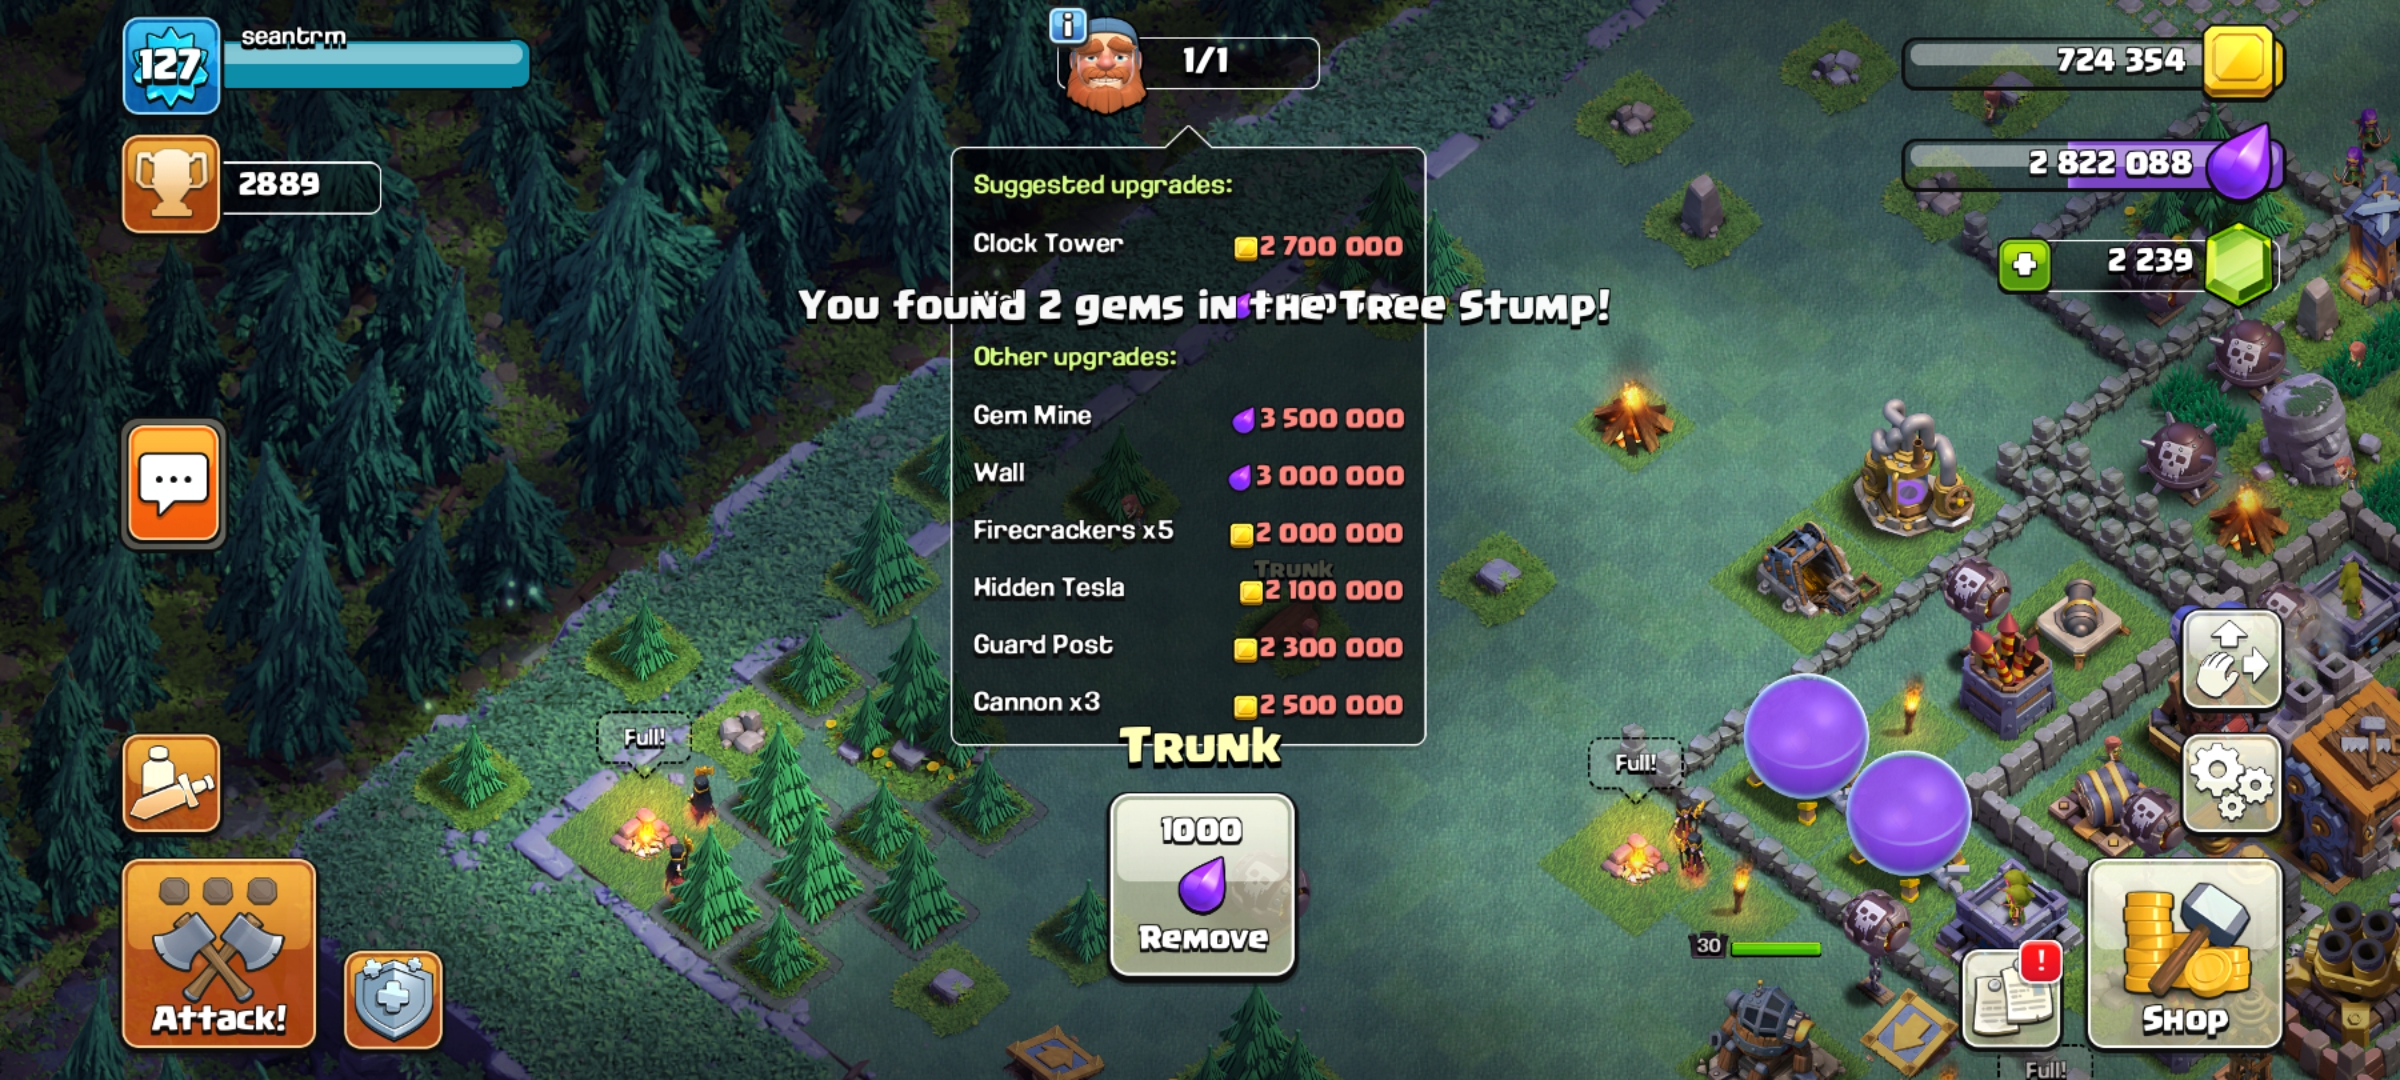 127
seantrm
i
1/1
724 354
2889
2 822 088
2 239
Suggested upgrades:
Clock Tower 2 700 000
You found 2 gems in the Tree Stump!
Other upgrades:
Gem Mine 3 500 000
Wall 3 000 000
Firecrackers x5 2 000 000
Trunk
Hidden Tesla 2 100 000
Guard Post 2 300 000
Cannon x3 2 500 000
Trunk
Full!
Full!
1000
Remove
30
!
Attack!
Shop
Full!